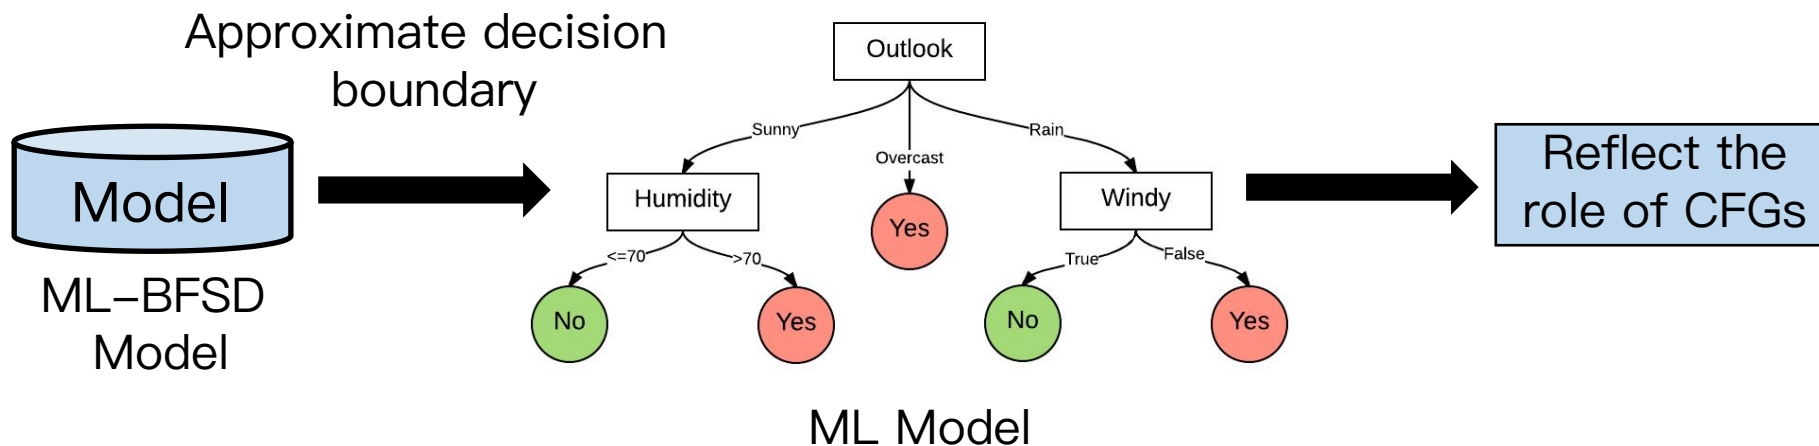 Approximate decision
boundary
Model
ML-BFSD
Model
Outlook
Sunny
Overcast
Rain
Humidity
Yes
Windy
<=70
>70
True
False
No
Yes
No
Yes
ML Model
Reflect the
role of CFGs